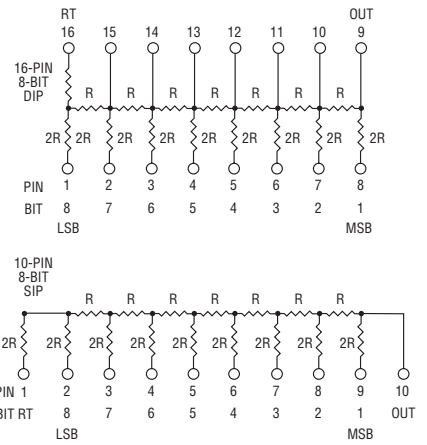 RT OUT
16 15 14 13 12 11 10 9
16-PIN
8-BIT
DIP
R R R R R R R
2R 2R 2R 2R 2R 2R 2R 2R
PIN 1 2 3 4 5 6 7 8
BIT 8 7 6 5 4 3 2 1
LSB MSB
10-PIN
8-BIT
SIP
R R R R R R R
2R 2R 2R 2R 2R 2R 2R 2R 2R
PIN 1 2 3 4 5 6 7 8 9 10
BIT RT 8 7 6 5 4 3 2 1 OUT
LSB MSB